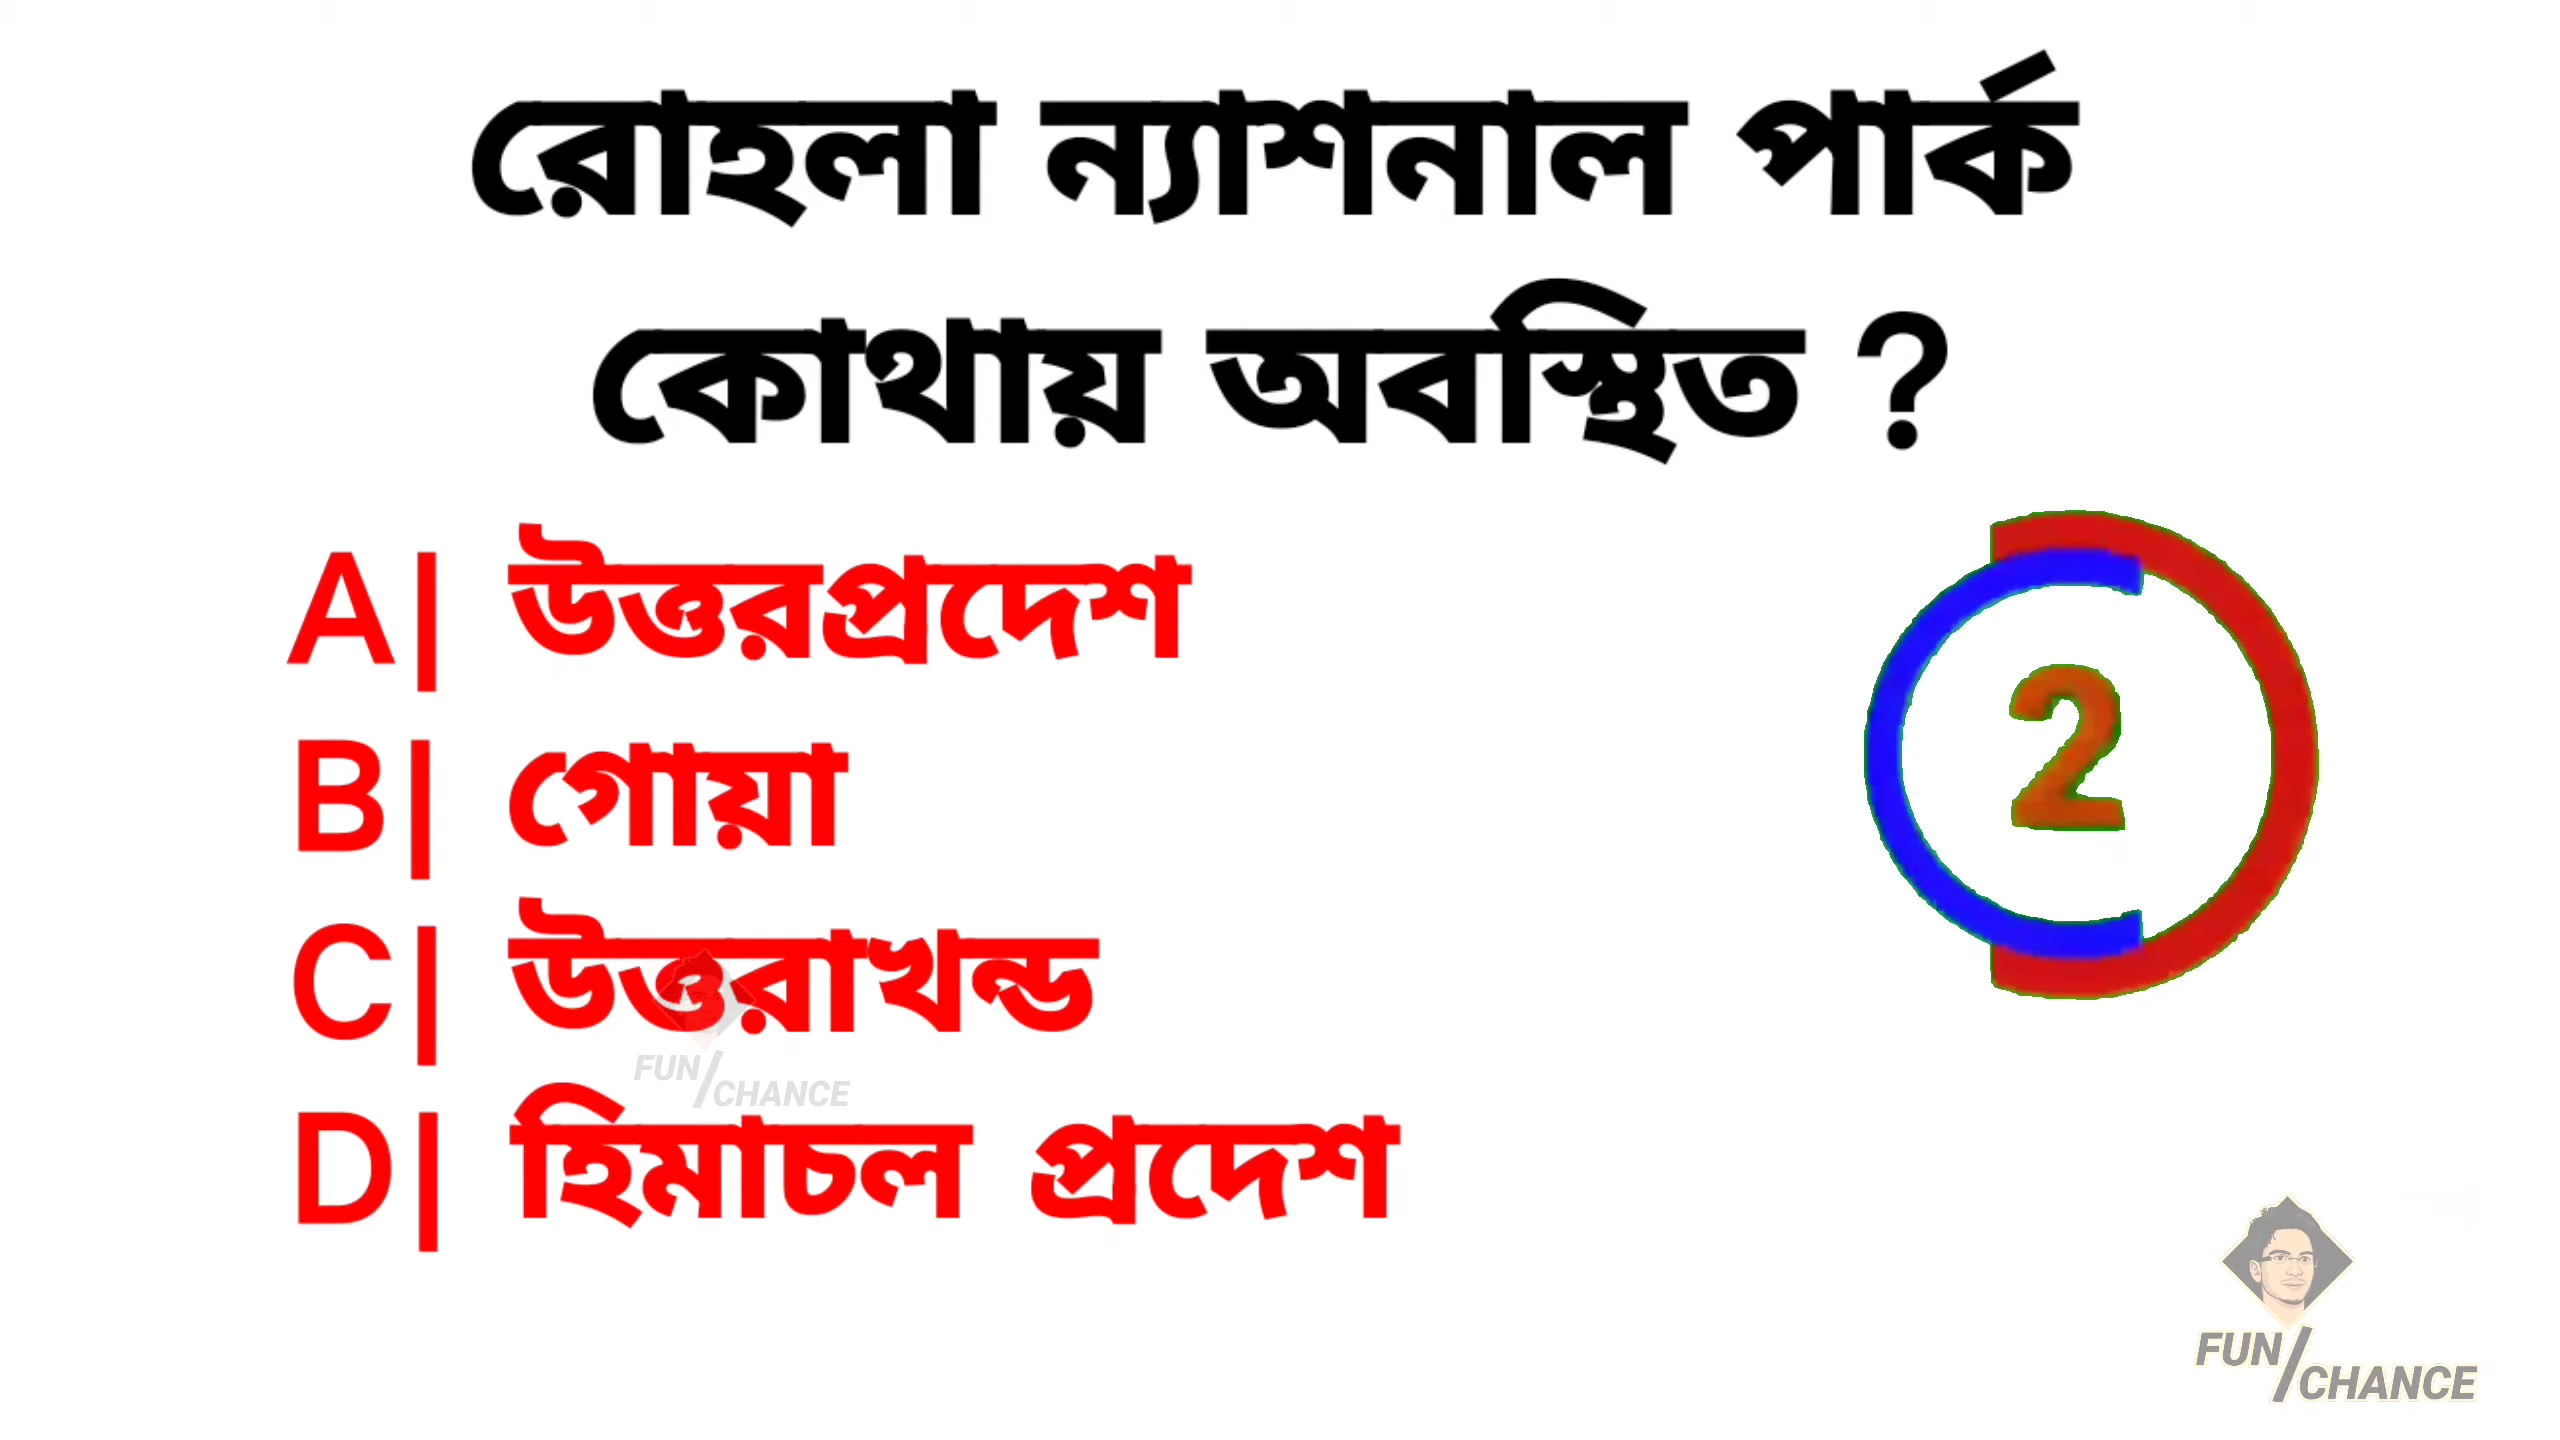 রোহলা ন্যাশনাল পার্ক
কোথায় অবস্থিত ?
A| উত্তরপ্রদেশ
B| গোয়া
C| উত্তরাখন্ড
D| হিমাচল প্রদেশ
2
FUN/CHANCE
FUN/CHANCE